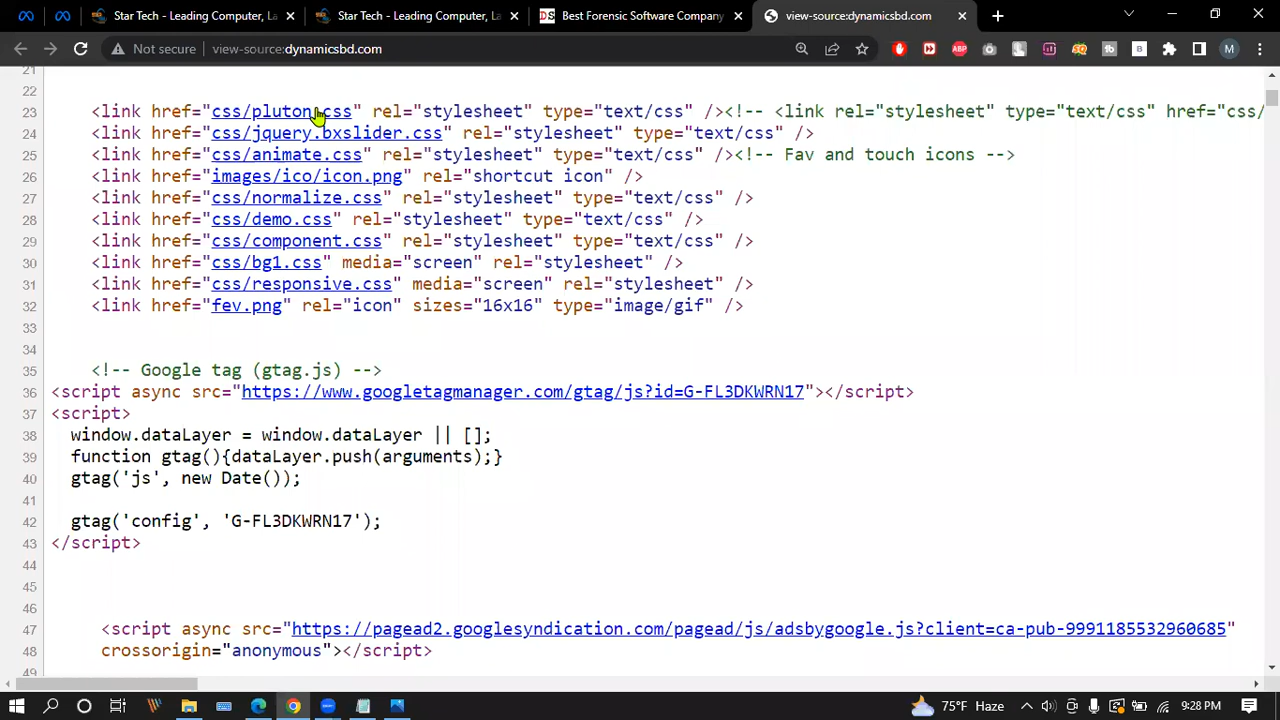 Star Tech - Leading Computer, La
Star Tech - Leading Computer, La
DS Best Forensic Software Company
view-source:dynamicsbd.com
Not secure view-source:dynamicsbd.com
ABP
B
M
21
22
23 <link href="css/pluton.css" rel="stylesheet" type="text/css" /><!-- <link rel="stylesheet" type="text/css" href="css/
24 <link href="css/jquery.bxslider.css" rel="stylesheet" type="text/css" />
25 <link href="css/animate.css" rel="stylesheet" type="text/css" /><!-- Fav and touch icons -->
26 <link href="images/ico/icon.png" rel="shortcut icon" />
27 <link href="css/normalize.css" rel="stylesheet" type="text/css" />
28 <link href="css/demo.css" rel="stylesheet" type="text/css" />
29 <link href="css/component.css" rel="stylesheet" type="text/css" />
30 <link href="css/bg1.css" media="screen" rel="stylesheet" />
31 <link href="css/responsive.css" media="screen" rel="stylesheet" />
32 <link href="fev.png" rel="icon" sizes="16x16" type="image/gif" />
33
34
35 <!-- Google tag (gtag.js) -->
36 <script async src="https://www.googletagmanager.com/gtag/js?id=G-FL3DKWRN17"></script>
37 <script>
38 window.dataLayer = window.dataLayer || [];
39 function gtag(){dataLayer.push(arguments);}
40 gtag('js', new Date());
41
42 gtag('config', 'G-FL3DKWRN17');
43 </script>
44
45
46
47 <script async src="https://pagead2.googlesyndication.com/pagead/js/adsbygoogle.js?client=ca-pub-9991185532960685"
48 crossorigin="anonymous"></script>
49
75°F Haze
9:28 PM